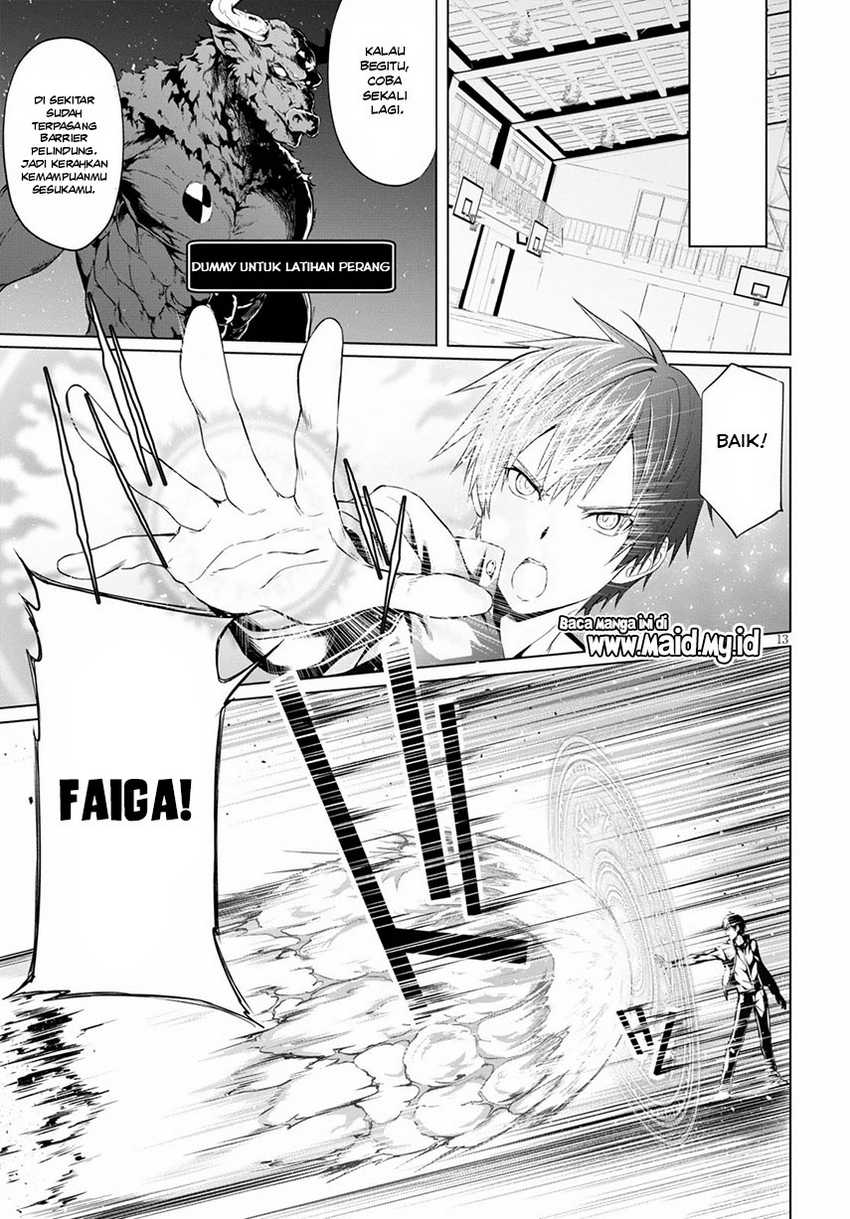 KALAU
BEGITU,
COBA
SEKALI
LAGI.
DI SEKITAR
SUDAH
TERPASANG
BARRIER
PELINDUNG.
JADI KERAHKAN
KEMAMPUANMU
SESUKAMU.
DUMMY UNTUK LATIHAN PERANG
BAIK!
Baca Manga ini di
www.Maid.my.id
13
FAIGA!